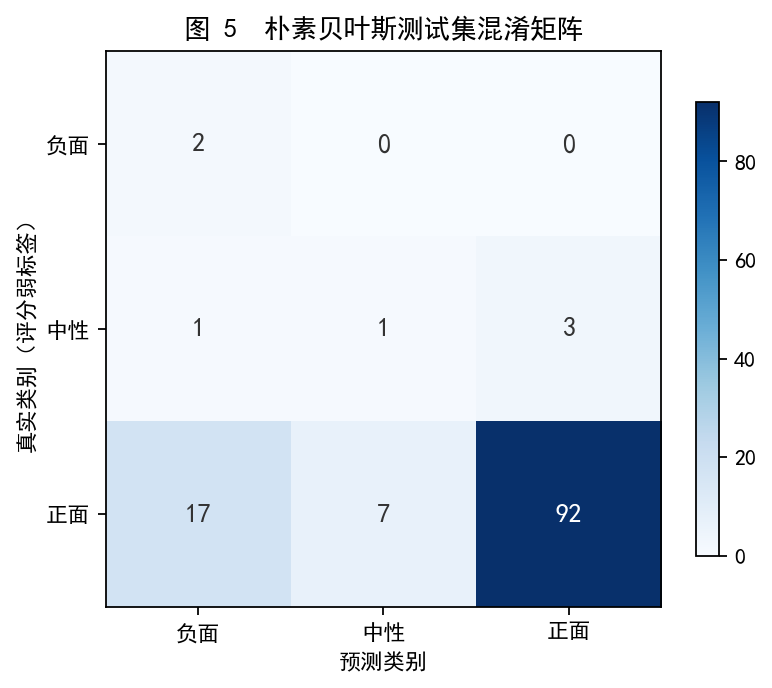 图 5 朴素贝叶斯测试集混淆矩阵
真实类别（评分弱标签）
负面 2 0 0
中性 1 1 3
正面 17 7 92
负面 中性 正面
预测类别
80
60
40
20
0